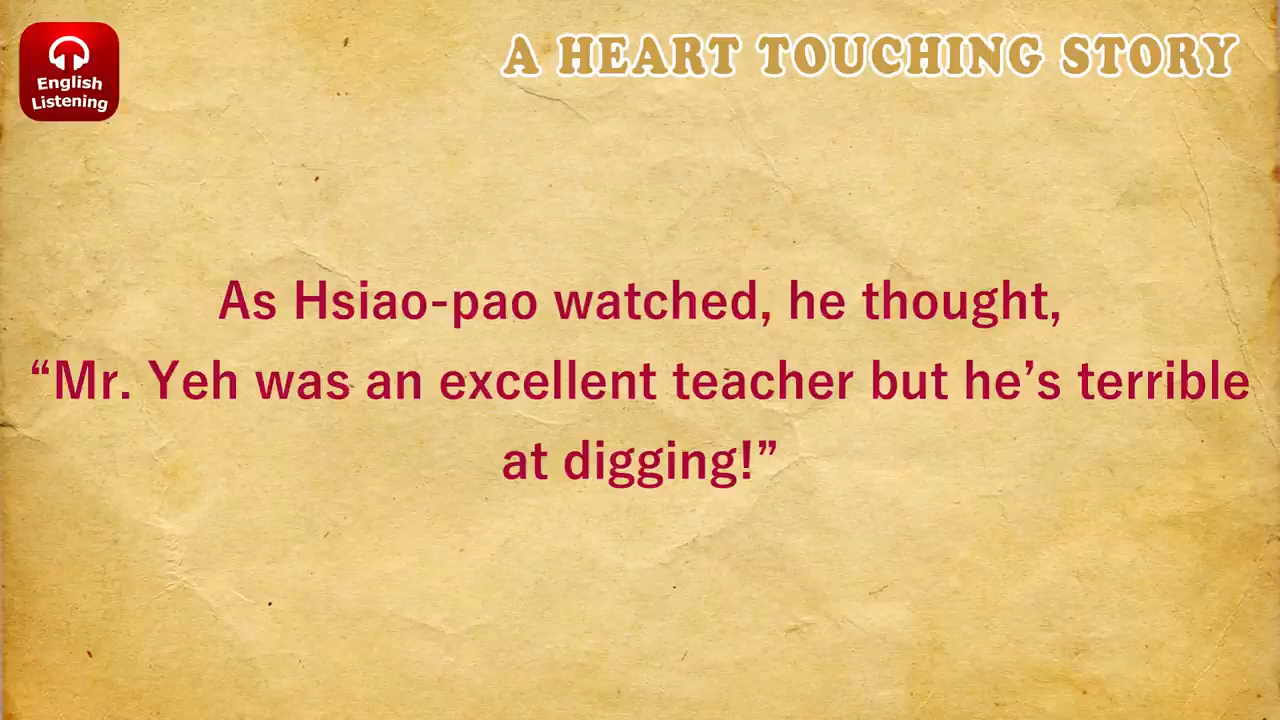 English
Listening
A HEART TOUCHING STORY
As Hsiao-pao watched, he thought,
“Mr. Yeh was an excellent teacher but he’s terrible
at digging!”